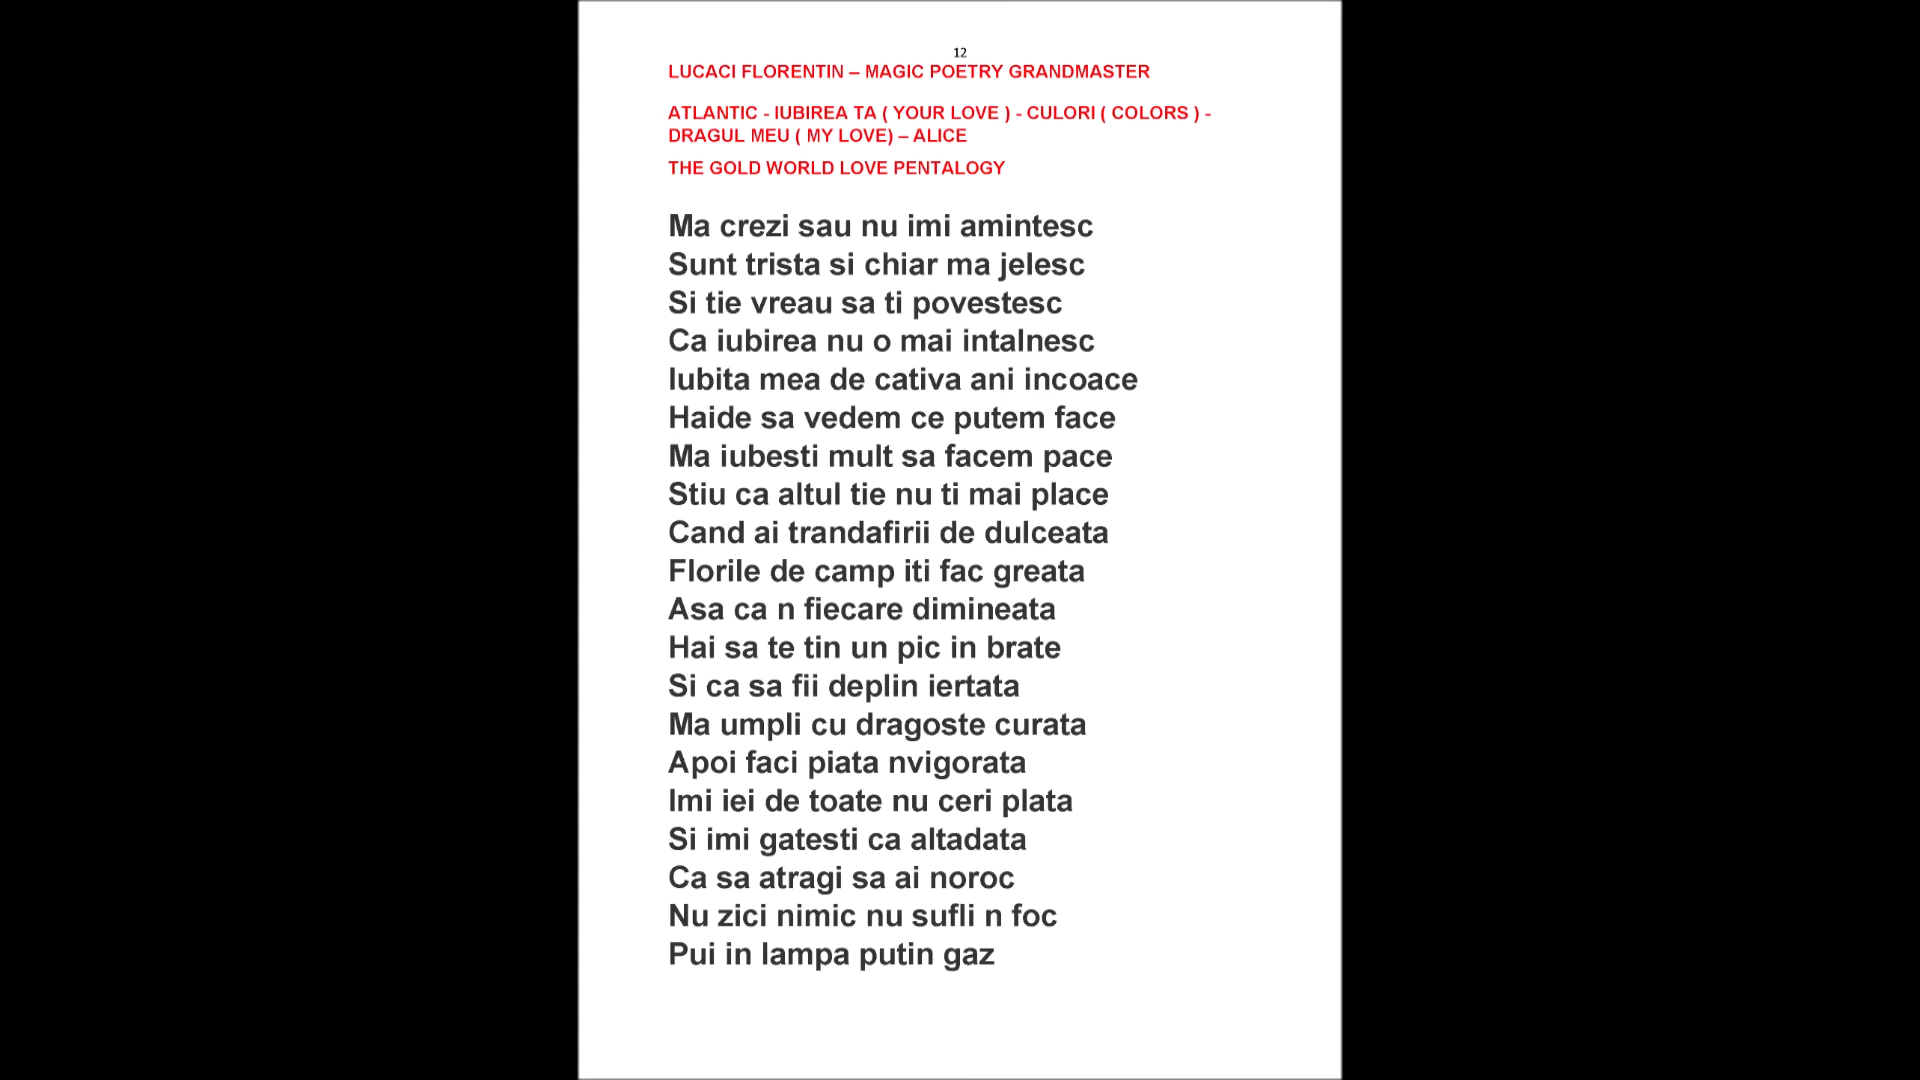 12
LUCACI FLORENTIN – MAGIC POETRY GRANDMASTER
ATLANTIC - IUBIREA TA ( YOUR LOVE ) - CULORI ( COLORS ) -
DRAGUL MEU ( MY LOVE) – ALICE
THE GOLD WORLD LOVE PENTALOGY
Ma crezi sau nu imi amintesc
Sunt trista si chiar ma jelesc
Si tie vreau sa ti povestesc
Ca iubirea nu o mai intalnesc
Iubita mea de cativa ani incoace
Haide sa vedem ce putem face
Ma iubesti mult sa facem pace
Stiu ca altul tie nu ti mai place
Cand ai trandafirii de dulceata
Florile de camp iti fac greata
Asa ca n fiecare dimineata
Hai sa te tin un pic in brate
Si ca sa fii deplin iertata
Ma umpli cu dragoste curata
Apoi faci piata nvigorata
Imi iei de toate nu ceri plata
Si imi gatesti ca altadata
Ca sa atragi sa ai noroc
Nu zici nimic nu sufli n foc
Pui in lampa putin gaz